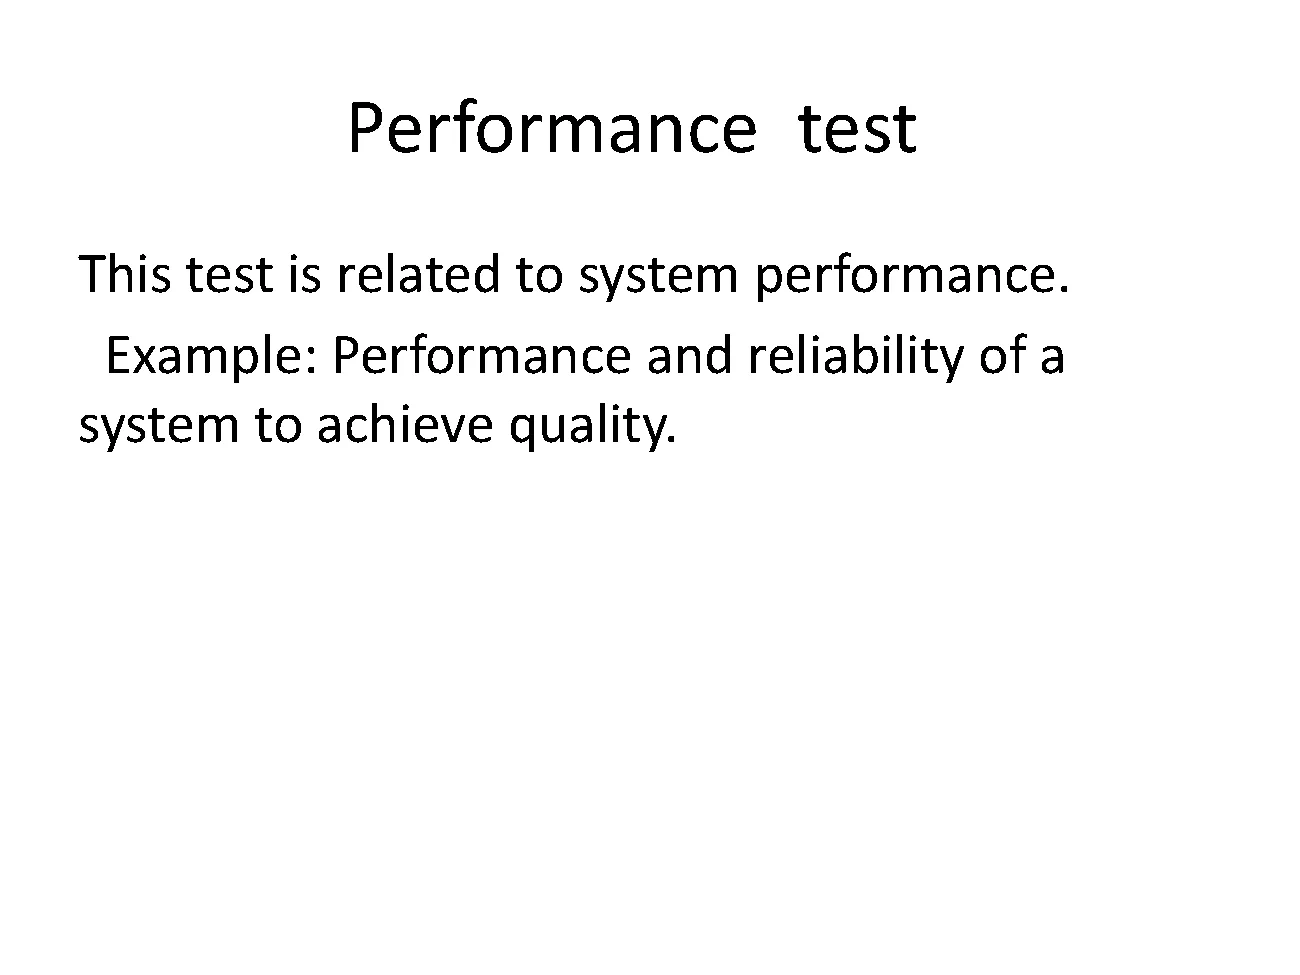 Performance  test
This test is related to system performance.
Example: Performance and reliability of a
system to achieve quality.